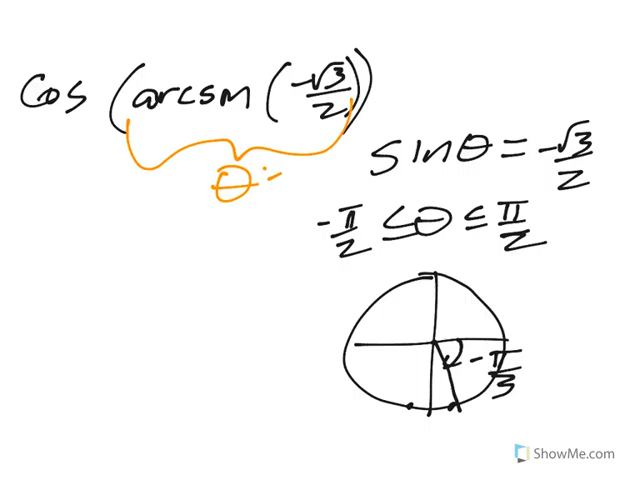 cos (arcsin (-√3/2))
θ =
sinθ = -√3/2
-π/2 ≤ θ ≤ π/2
-π/3
ShowMe.com